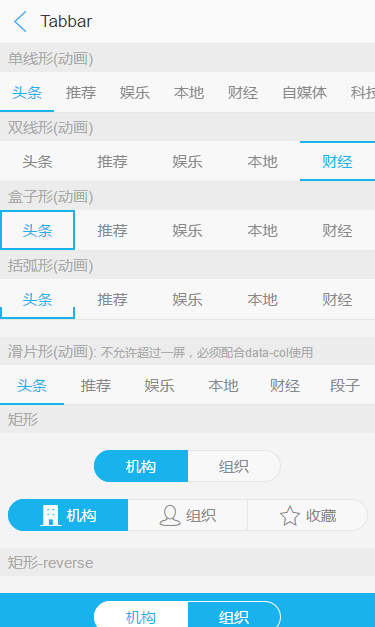 Tabbar
单线形(动画)
头条 推荐 娱乐 本地 财经 自媒体 科技
双线形(动画)
头条 推荐 娱乐 本地 财经
盒子形(动画)
头条 推荐 娱乐 本地 财经
括弧形(动画)
头条 推荐 娱乐 本地 财经
滑片形(动画): 不允许超过一屏，必须配合data-col使用
头条 推荐 娱乐 本地 财经 段子
矩形
机构 组织
机构 组织 收藏
矩形-reverse
机构 组织